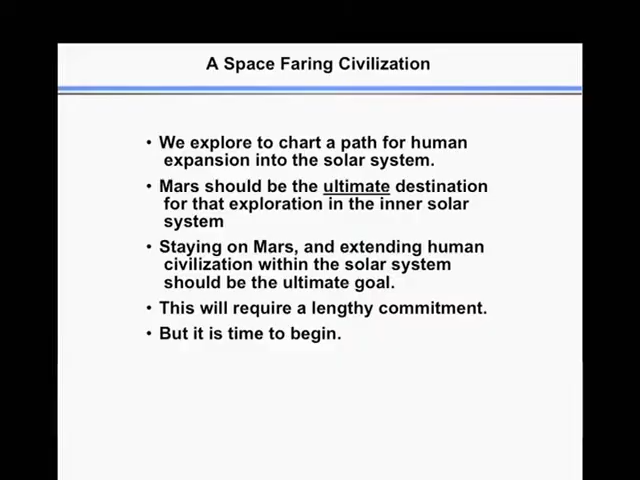 A Space Faring Civilization
• We explore to chart a path for human
expansion into the solar system.
• Mars should be the ultimate destination
for that exploration in the inner solar
system
• Staying on Mars, and extending human
civilization within the solar system
should be the ultimate goal.
• This will require a lengthy commitment.
• But it is time to begin.